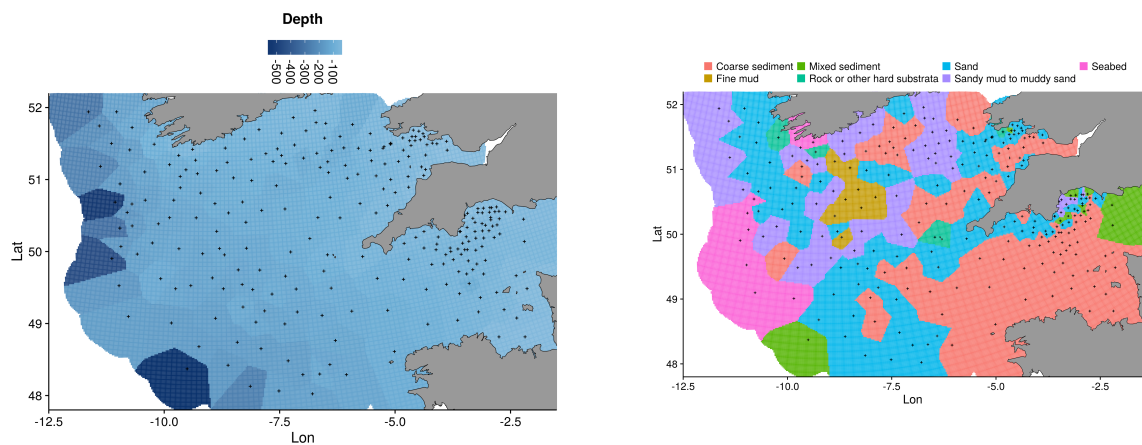 Depth
500 400 300 200 100
52
51
50
49
48
Lat
-12.5 -10.0 -7.5 -5.0 -2.5
Lon
Coarse sediment Mixed sediment Sand Seabed
Fine mud Rock or other hard substrata Sandy mud to muddy sand
52
51
50
49
48
Lat
-12.5 -10.0 -7.5 -5.0 -2.5
Lon